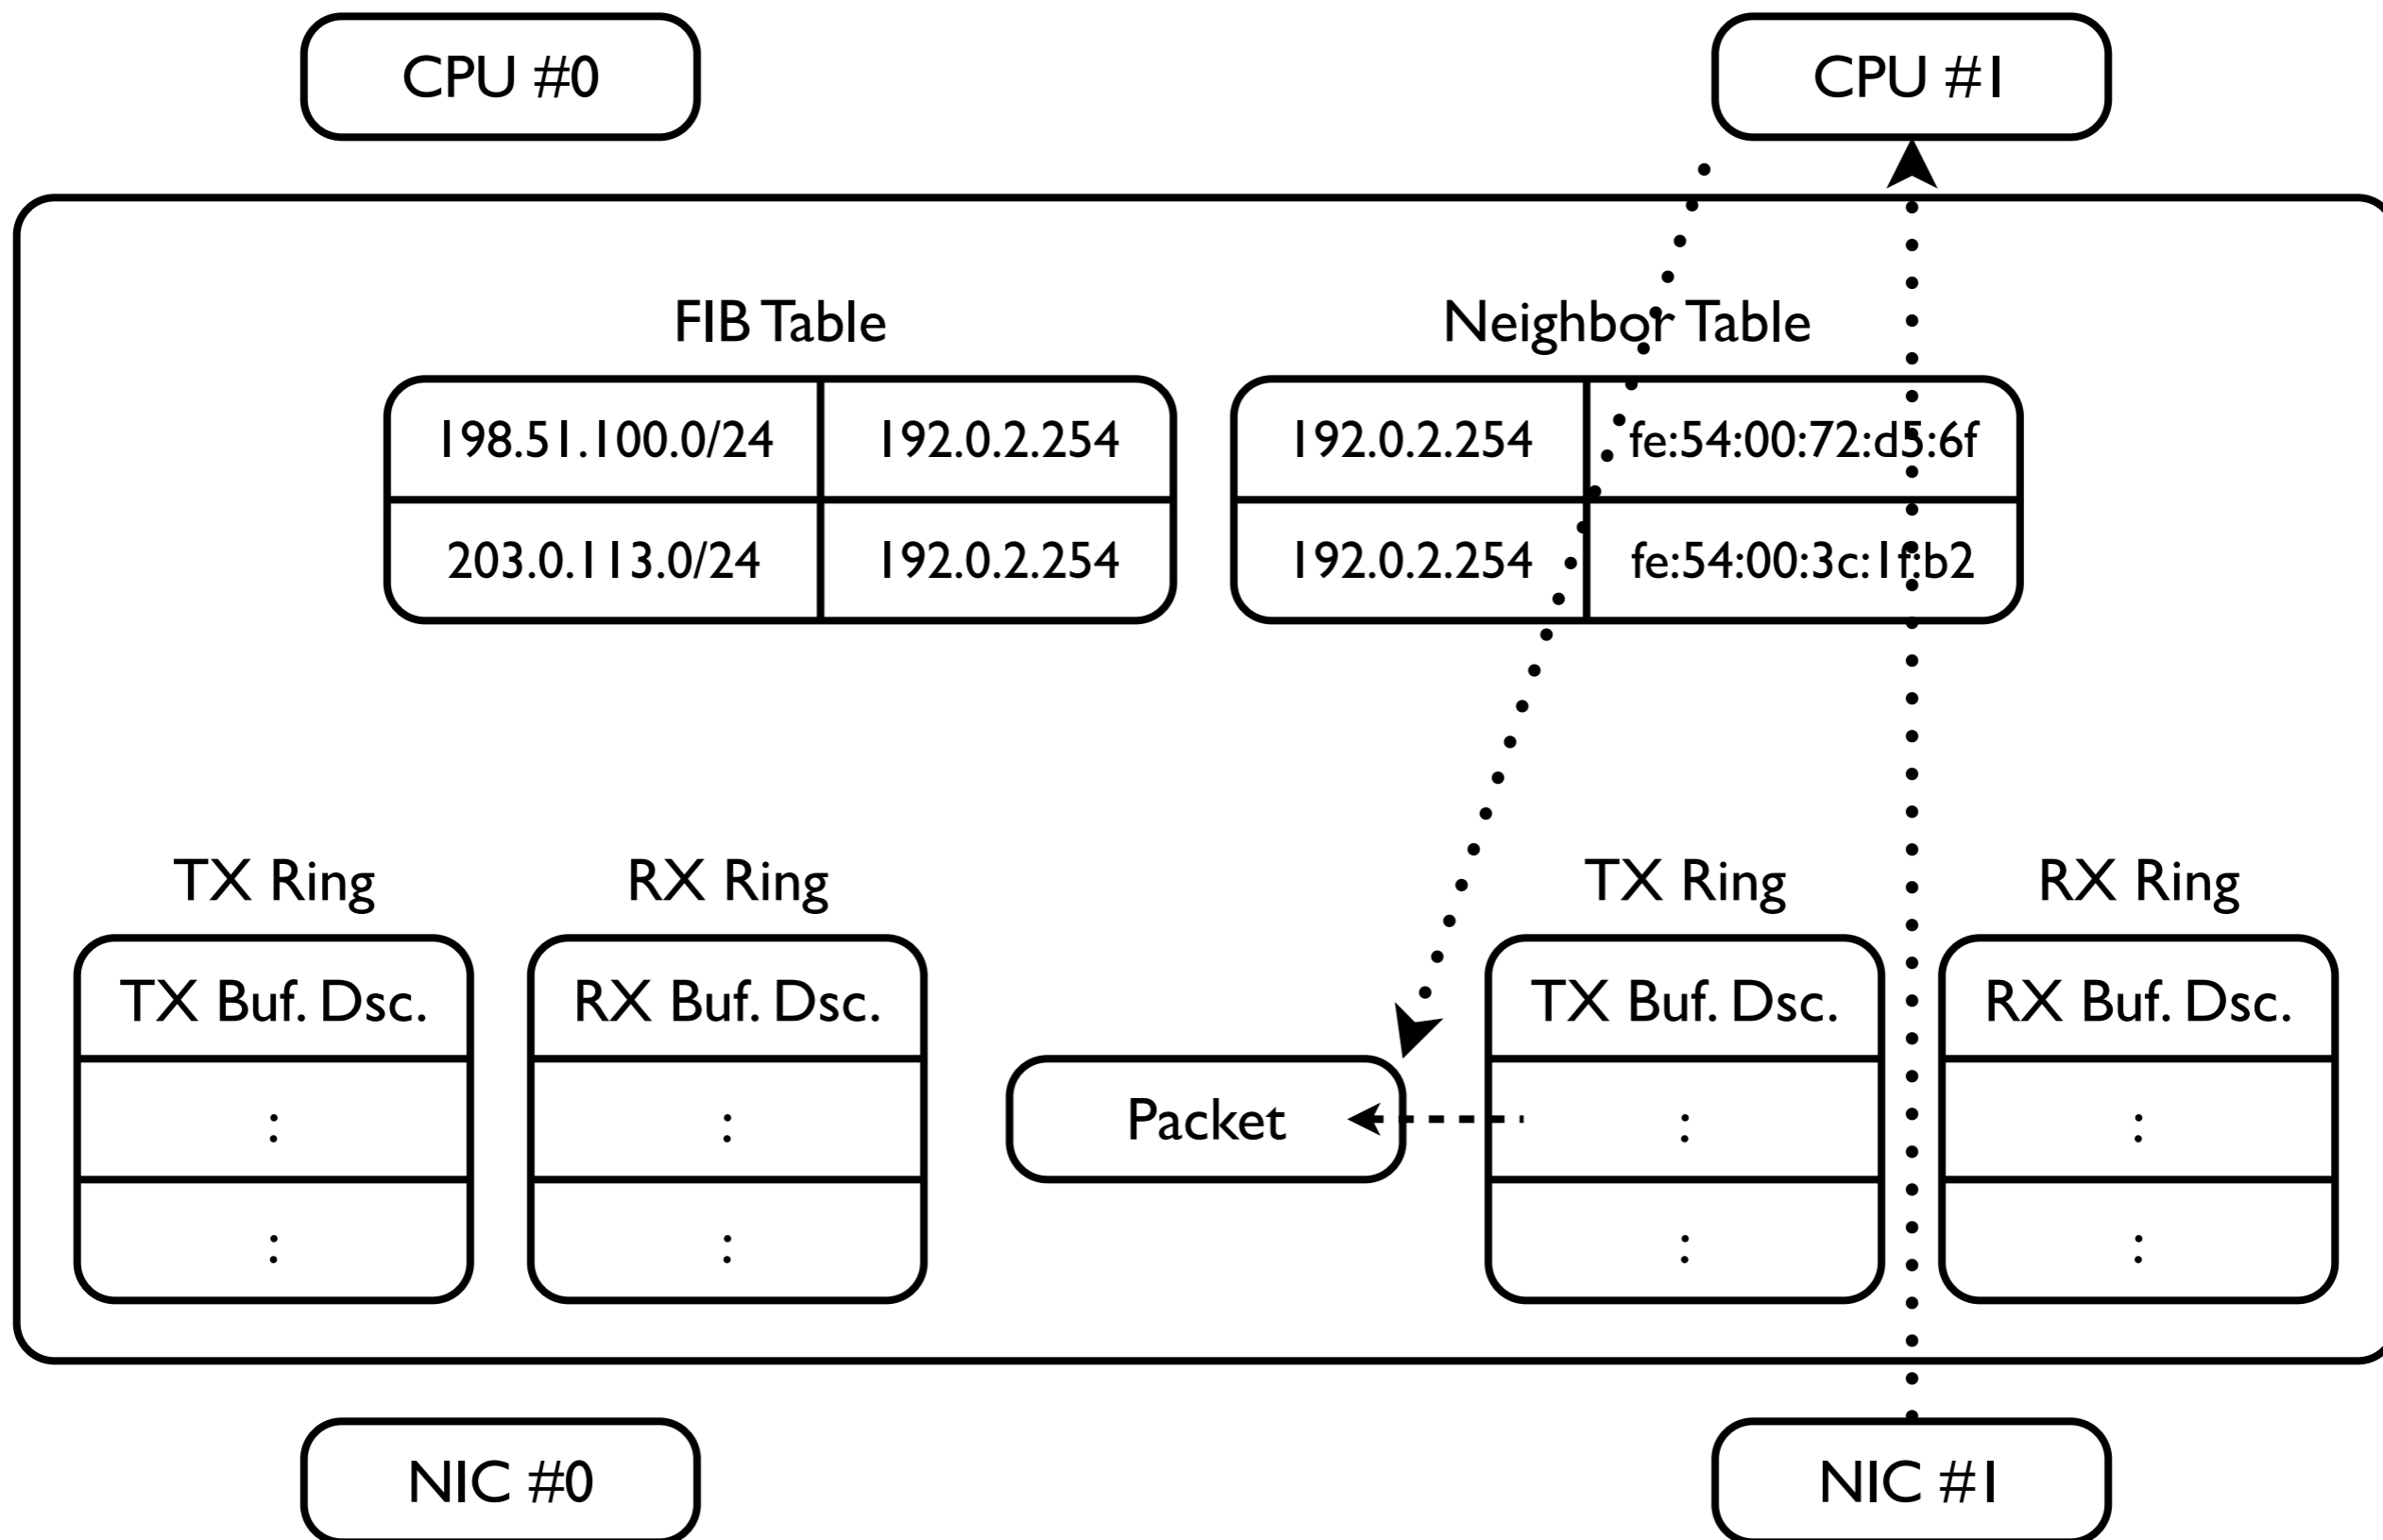 CPU #0
CPU #1
FIB Table
Neighbor Table
198.51.100.0/24 192.0.2.254
192.0.2.254 fe:54:00:72:d5:6f
203.0.113.0/24 192.0.2.254
192.0.2.254 fe:54:00:3c:1f:b2
TX Ring
RX Ring
TX Ring
RX Ring
TX Buf. Dsc.
RX Buf. Dsc.
TX Buf. Dsc.
RX Buf. Dsc.
:
:
Packet
:
:
:
:
:
:
NIC #0
NIC #1